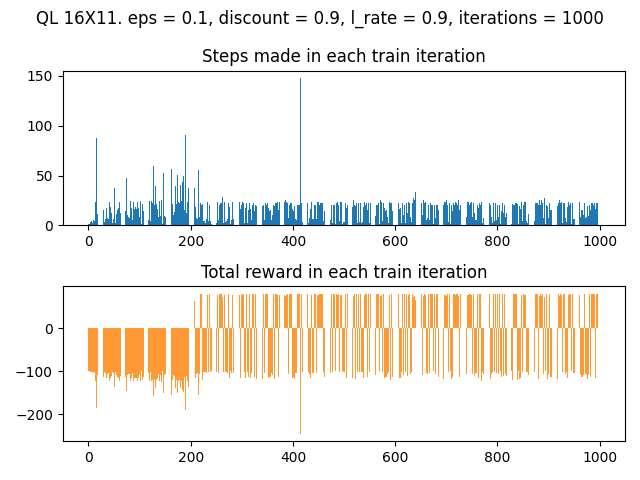 QL 16X11. eps = 0.1, discount = 0.9, l_rate = 0.9, iterations = 1000
Steps made in each train iteration
150
100
50
0
0 200 400 600 800 1000
Total reward in each train iteration
0
−100
−200
0 200 400 600 800 1000